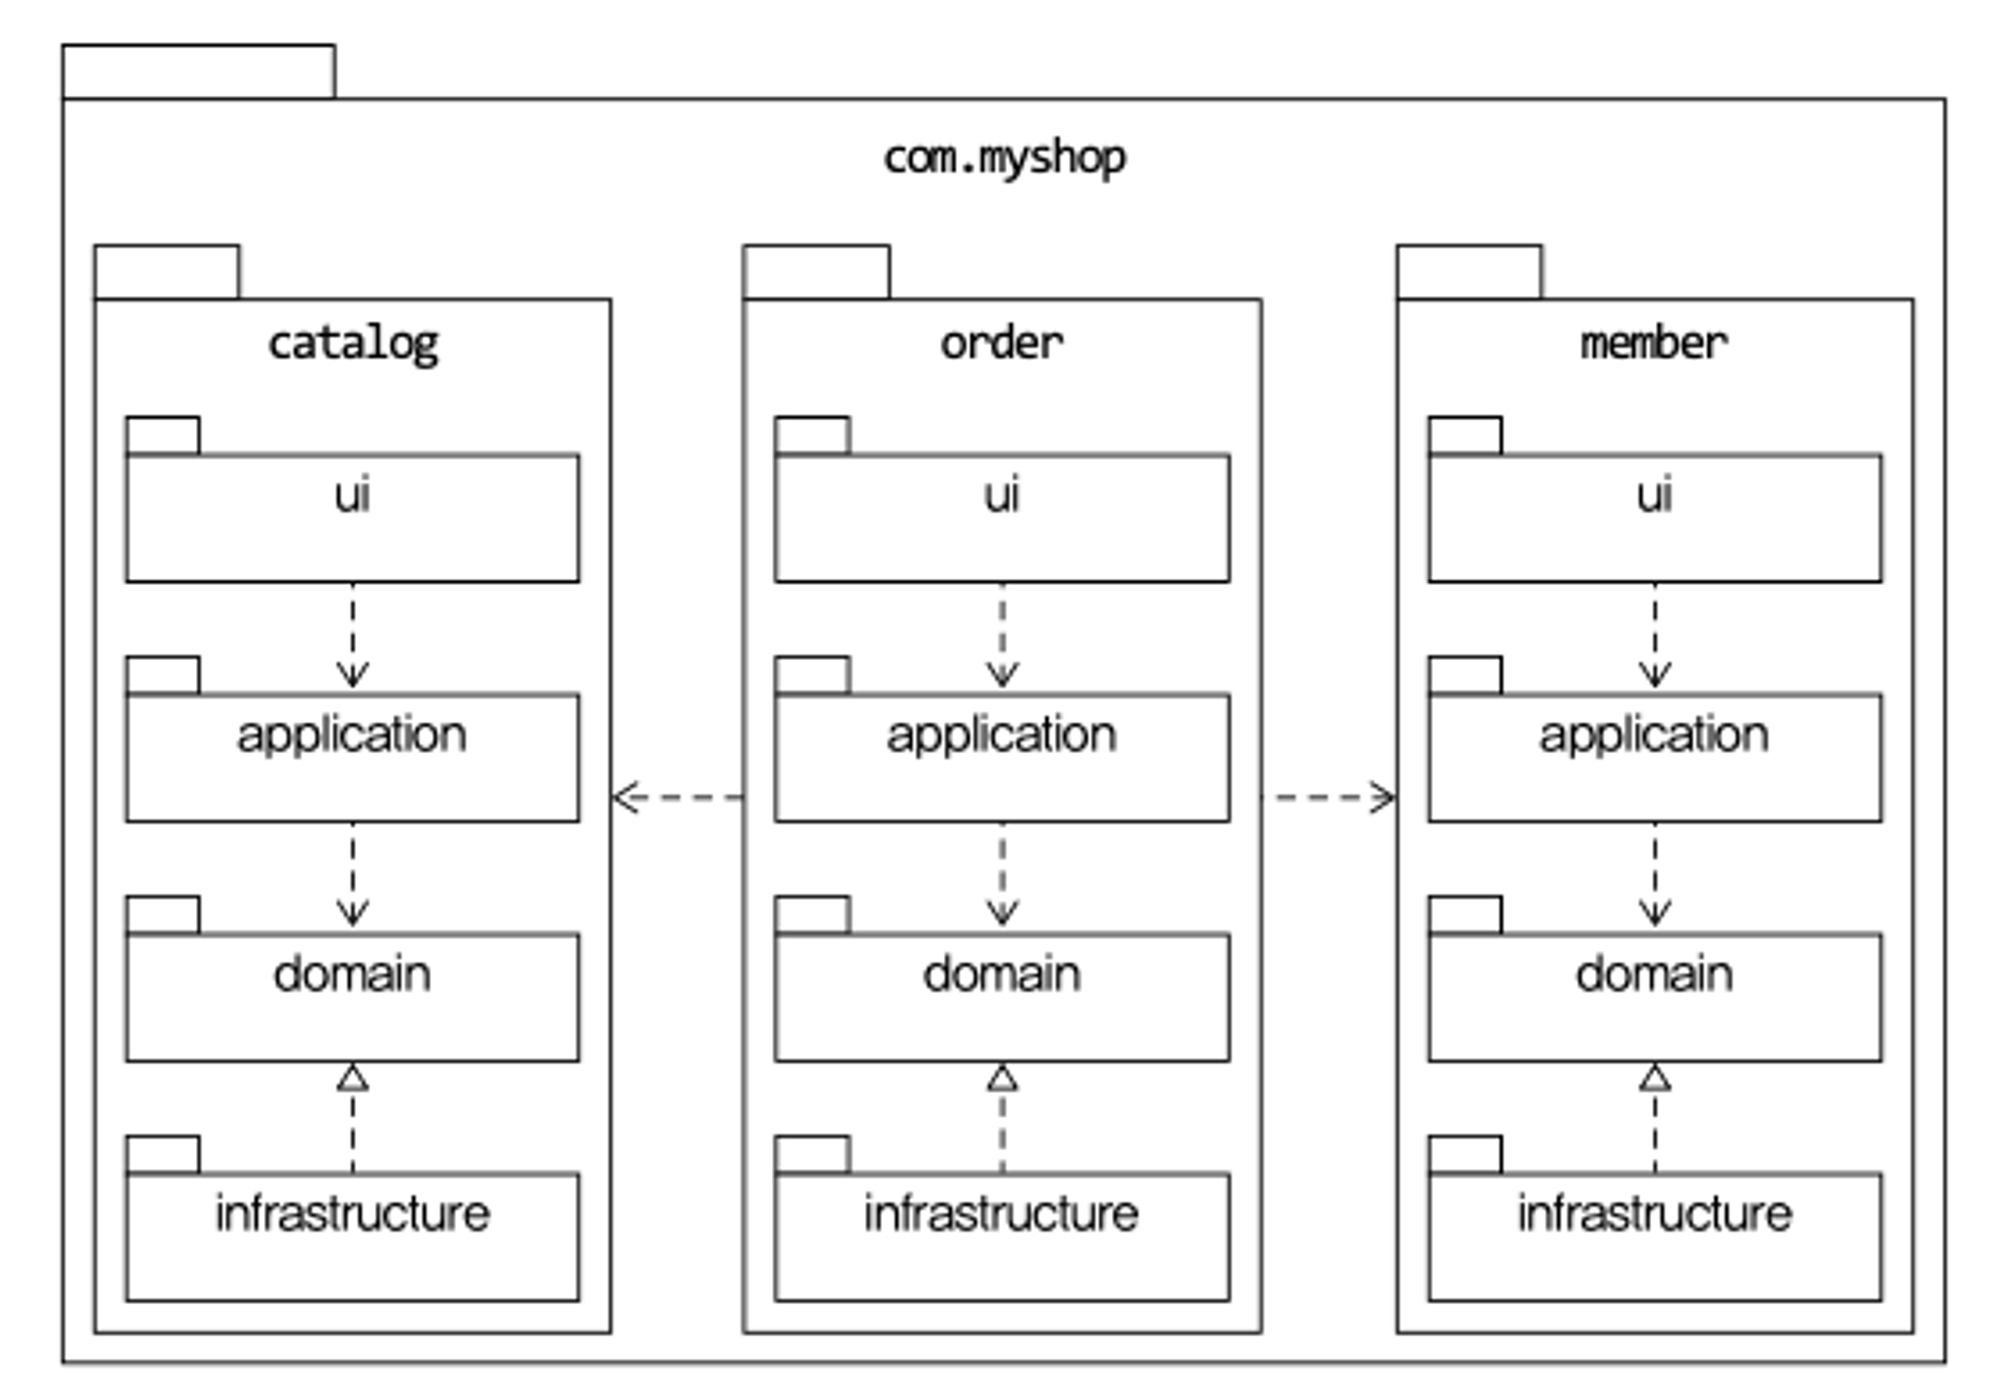 com.myshop
catalog
order
member
ui
ui
ui
application
application
application
domain
domain
domain
infrastructure
infrastructure
infrastructure